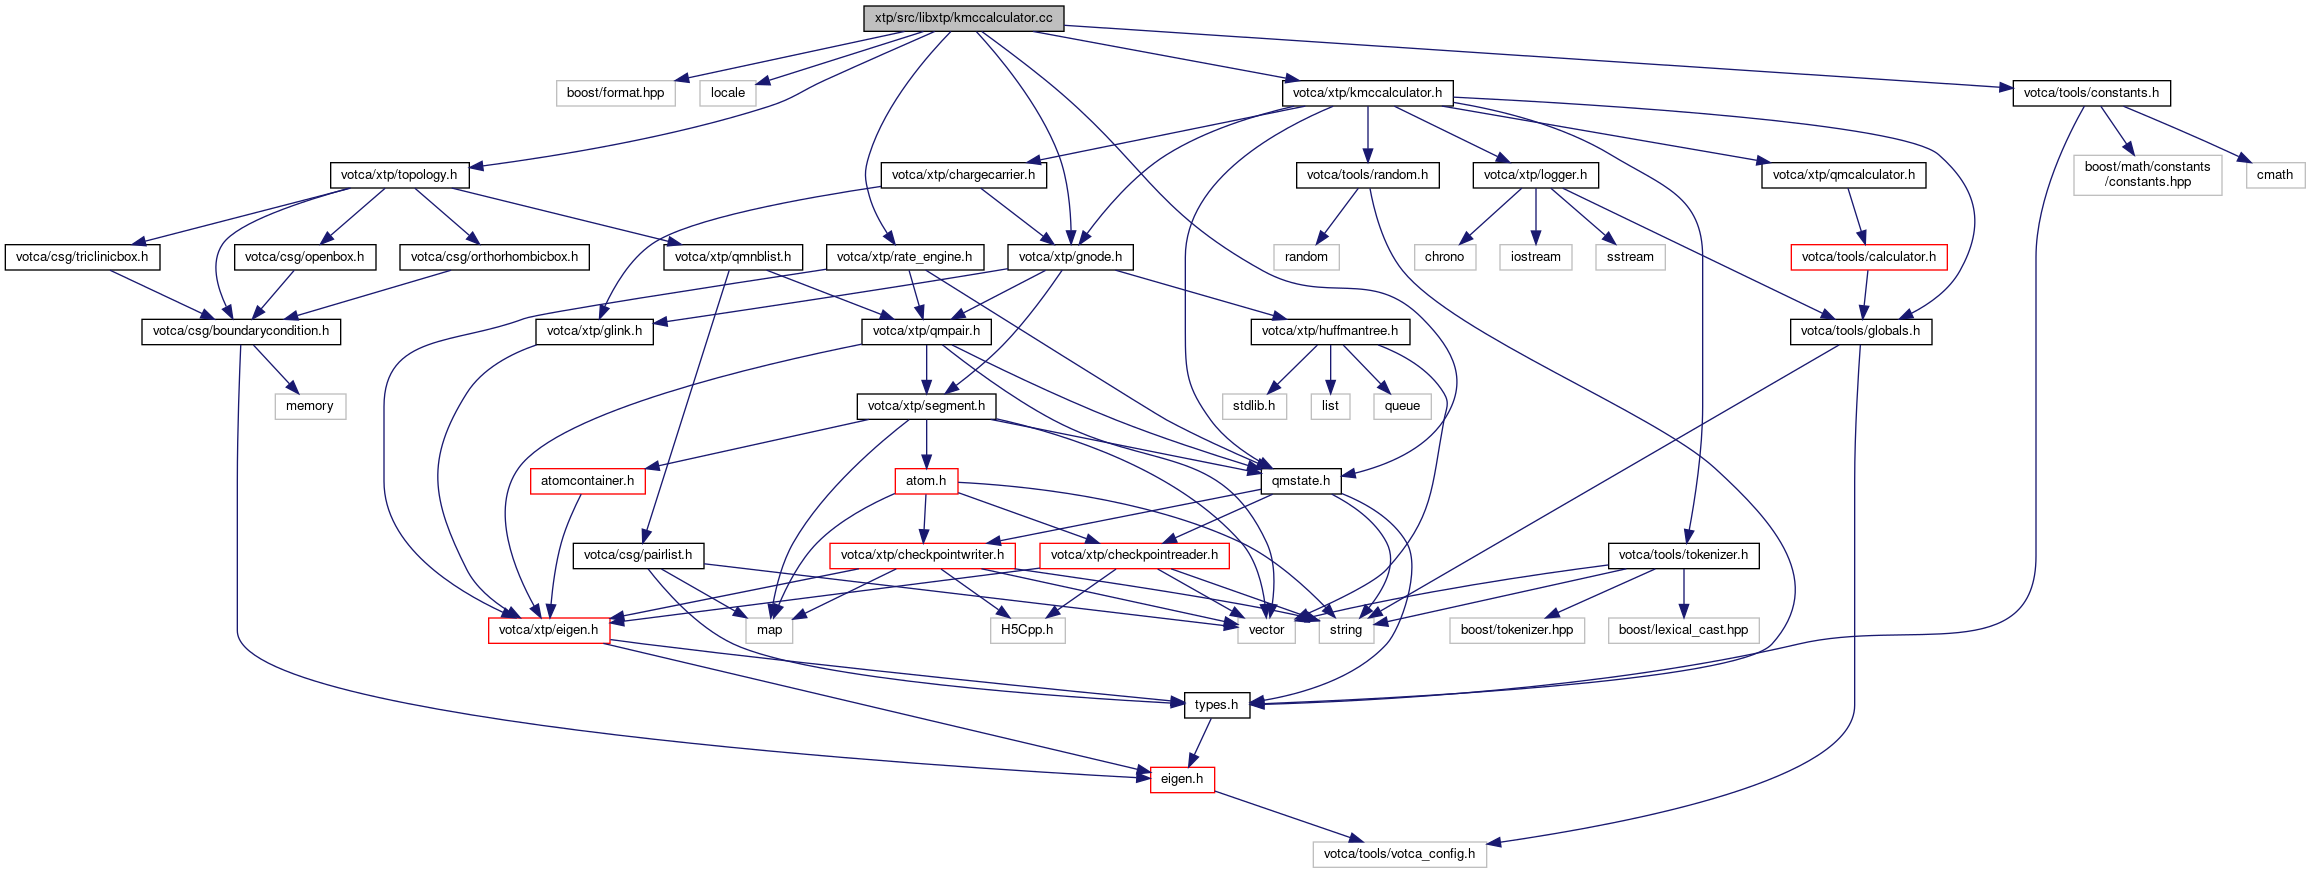 xtp/src/libxtp/kmccalculator.cc
boost/format.hpp
locale
votca/xtp/kmccalculator.h
votca/tools/constants.h
votca/xtp/topology.h
votca/xtp/chargecarrier.h
votca/tools/random.h
votca/xtp/logger.h
votca/xtp/qmcalculator.h
boost/math/constants
/constants.hpp
cmath
votca/csg/triclinicbox.h
votca/csg/openbox.h
votca/csg/orthorhombicbox.h
votca/xtp/qmnblist.h
votca/xtp/rate_engine.h
votca/xtp/gnode.h
random
chrono
iostream
sstream
votca/tools/calculator.h
votca/csg/boundarycondition.h
votca/xtp/glink.h
votca/xtp/qmpair.h
votca/xtp/huffmantree.h
votca/tools/globals.h
memory
votca/xtp/segment.h
stdlib.h
list
queue
atomcontainer.h
atom.h
qmstate.h
votca/csg/pairlist.h
votca/xtp/checkpointwriter.h
votca/xtp/checkpointreader.h
votca/tools/tokenizer.h
votca/xtp/eigen.h
map
H5Cpp.h
vector
string
boost/tokenizer.hpp
boost/lexical_cast.hpp
types.h
eigen.h
votca/tools/votca_config.h